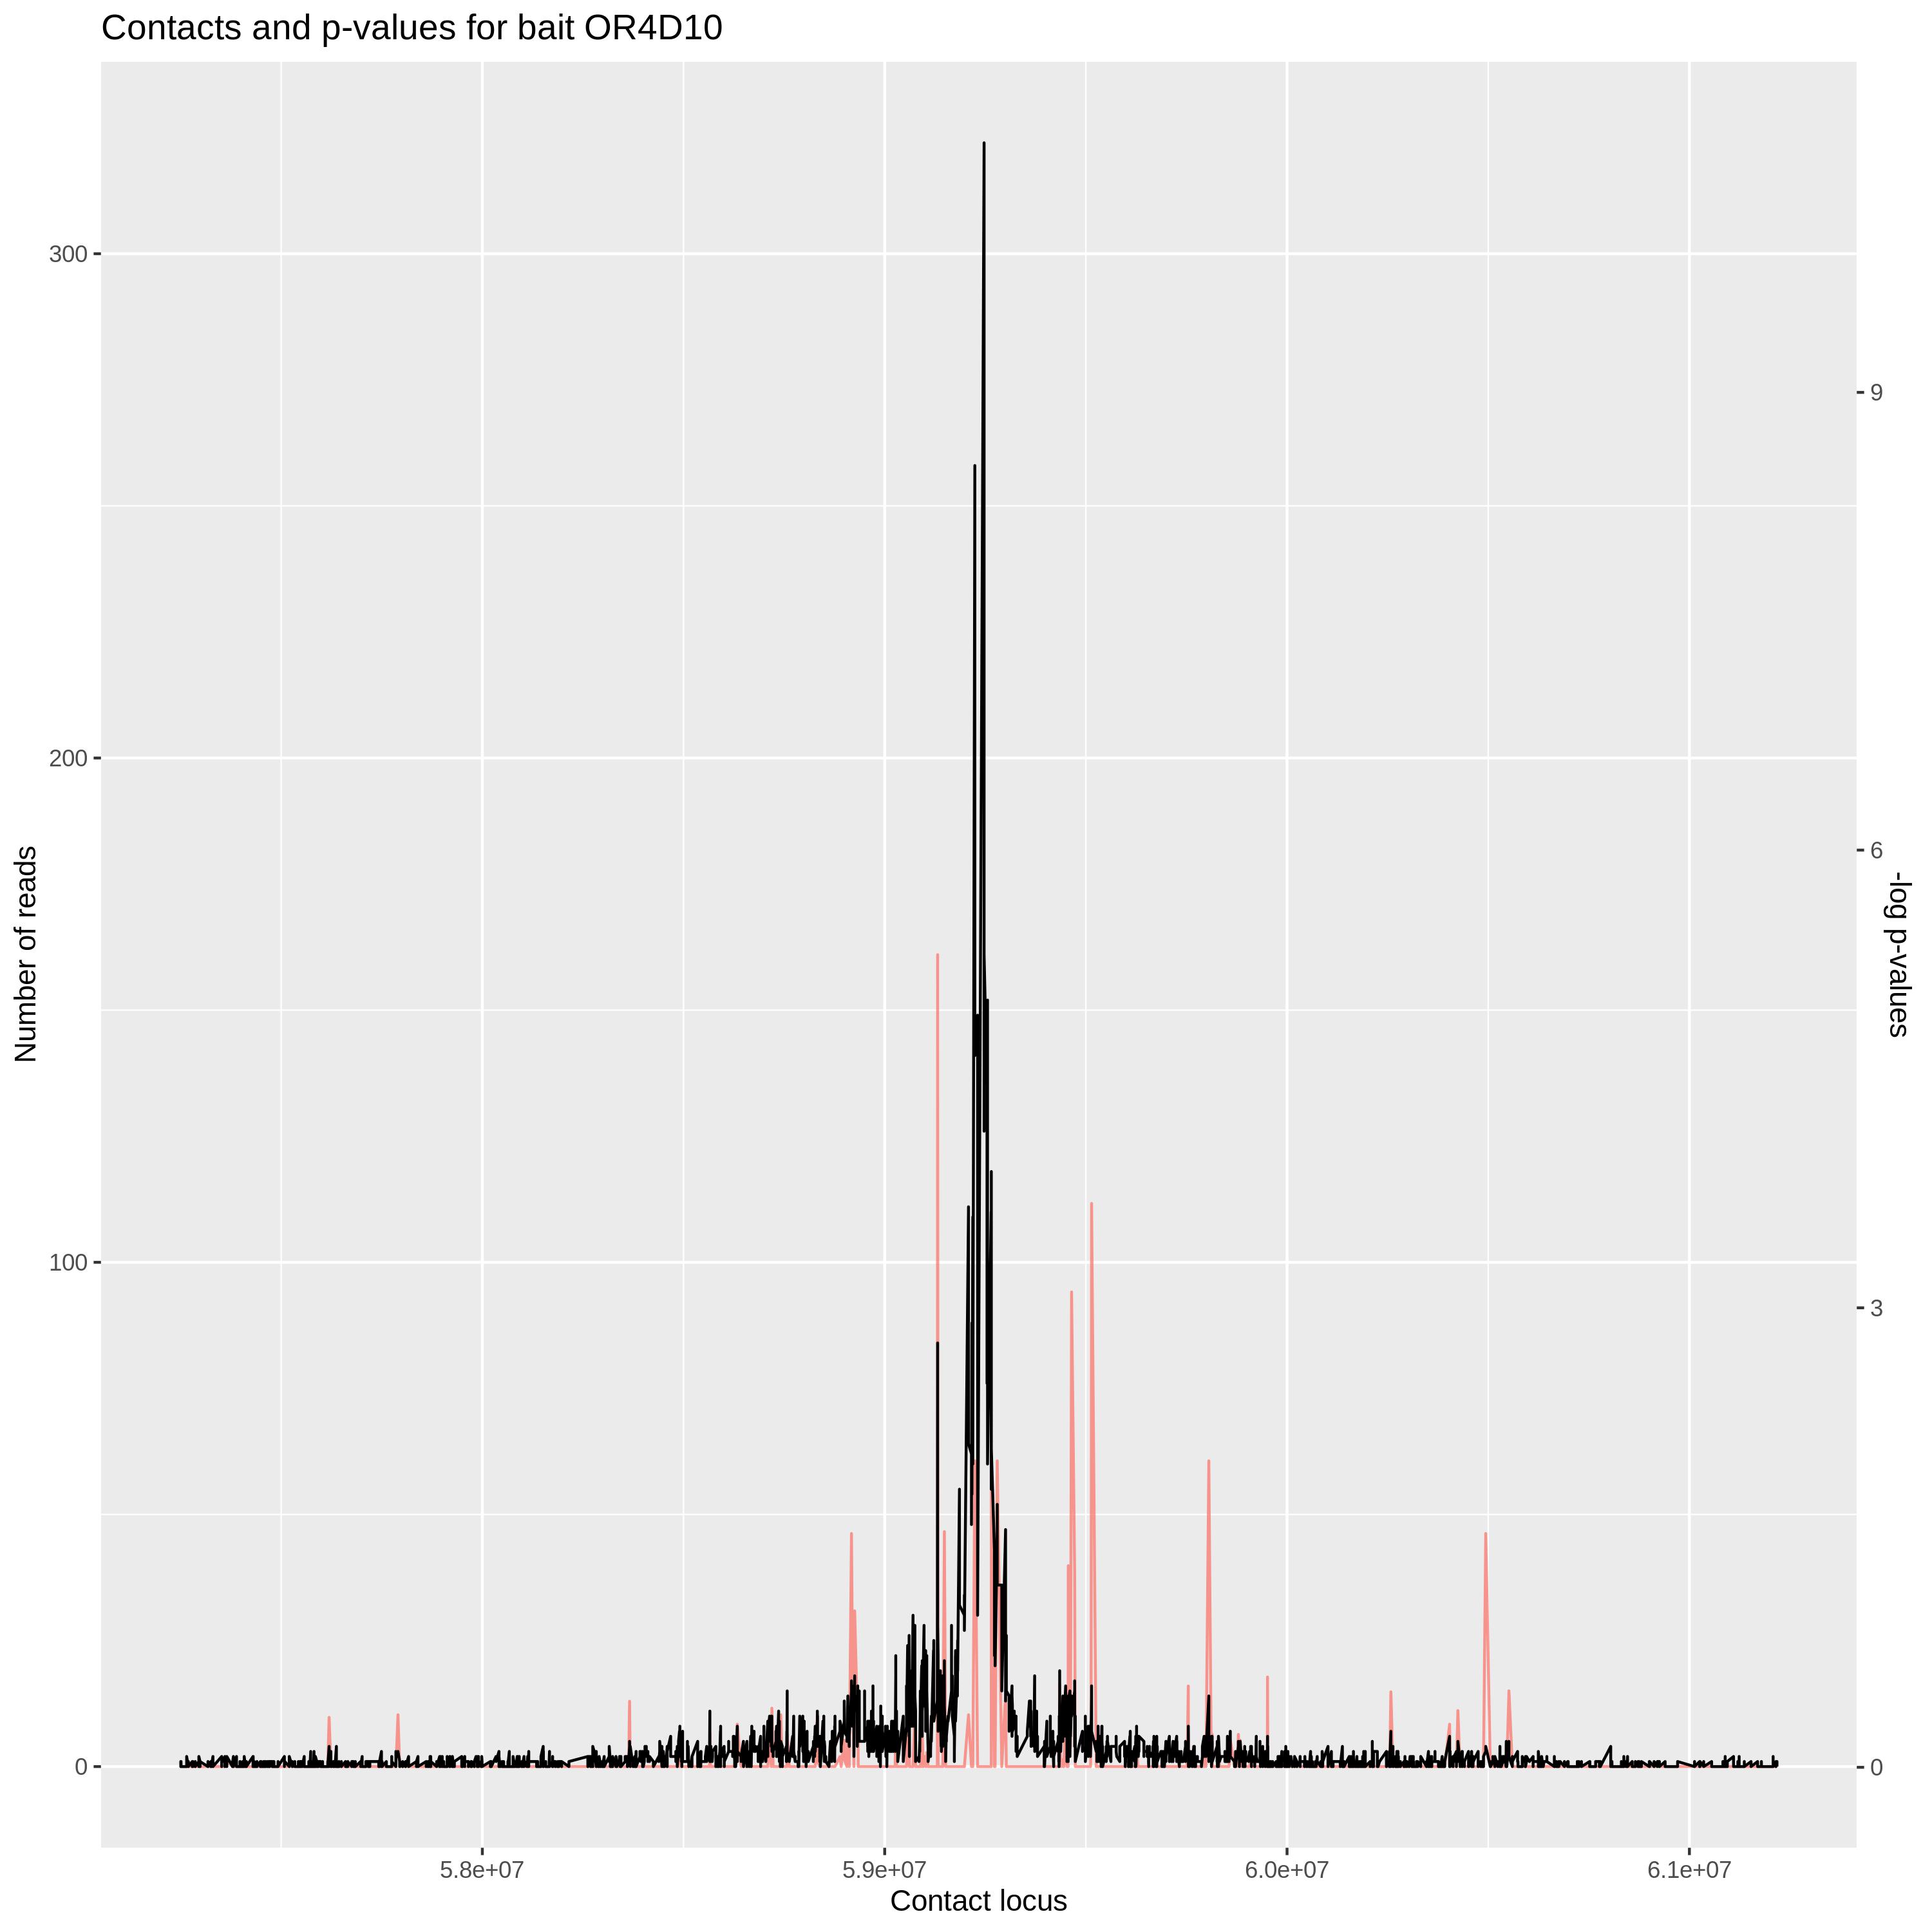 Contacts and p-values for bait OR4D10
300
200
100
0
9
6
3
0
Number of reads
-log p-values
5.8e+07
5.9e+07
6.0e+07
6.1e+07
Contact locus